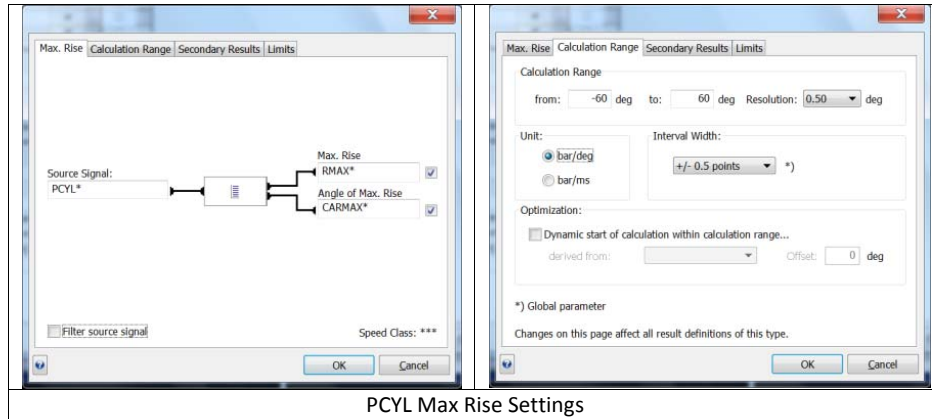 Max. Rise Calculation Range Secondary Results Limits
Max. Rise
Source Signal:
RMAX*
PCYL*
Angle of Max. Rise
CARMAX*
Filter source signal
Speed Class: ***
OK Cancel
Max. Rise Calculation Range Secondary Results Limits
Calculation Range
from: -60 deg to: 60 deg Resolution: 0.50 deg
Unit: Interval Width:
bar/deg
+/- 0.5 points *)
bar/ms
Optimization:
Dynamic start of calculation within calculation range...
derived from: Offset: 0 deg
*) Global parameter
Changes on this page affect all result definitions of this type.
OK Cancel
PCYL Max Rise Settings